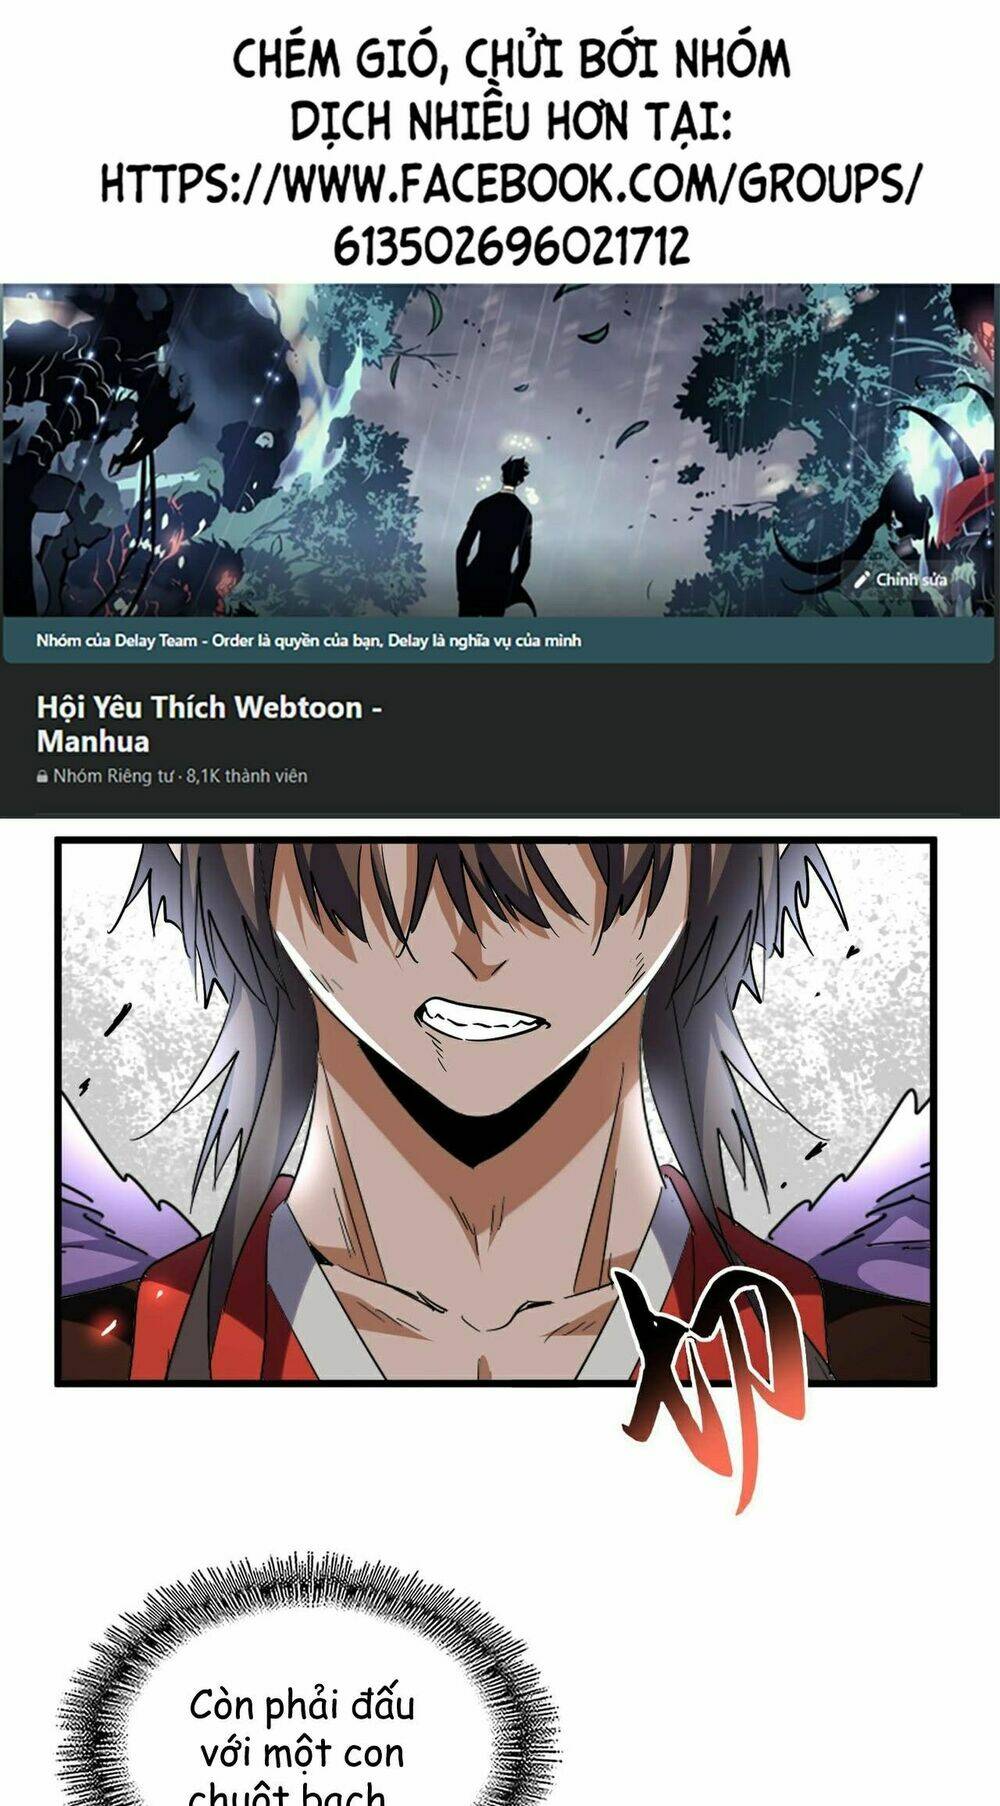 CHÉM GIÓ, CHỬI BỚI NHÓM
DỊCH NHIỀU HƠN TẠI:
HTTPS://WWW.FACEBOOK.COM/GROUPS/
613502696021712
Chỉnh sửa
Nhóm của Delay Team - Order là quyền của bạn, Delay là nghĩa vụ của mình
Hội Yêu Thích Webtoon -
Manhua
Nhóm Riêng tư · 8,1K thành viên
Còn phải đấu
với một con
chuột bạch